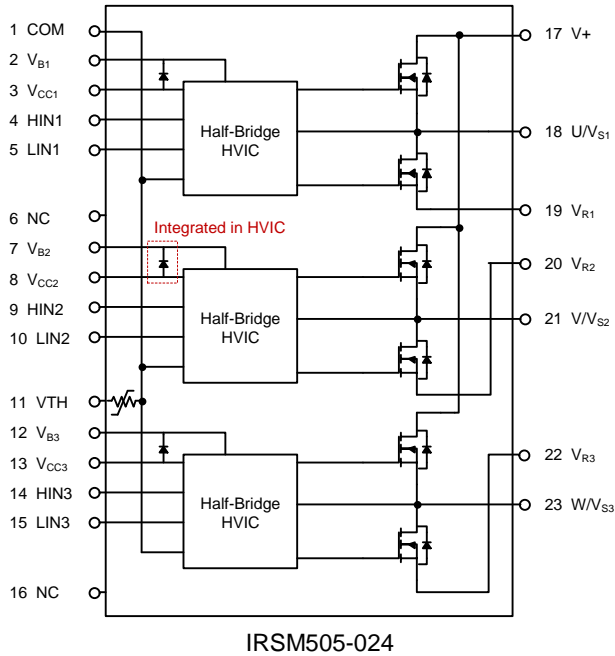 1 COM
2 VB1
3 VCC1
4 HIN1
5 LIN1
6 NC
7 VB2
8 VCC2
9 HIN2
10 LIN2
11 VTH
12 VB3
13 VCC3
14 HIN3
15 LIN3
16 NC
Half-Bridge
HVIC
Integrated in HVIC
Half-Bridge
HVIC
Half-Bridge
HVIC
17 V+
18 U/VS1
19 VR1
20 VR2
21 V/VS2
22 VR3
23 W/VS3
IRSM505-024